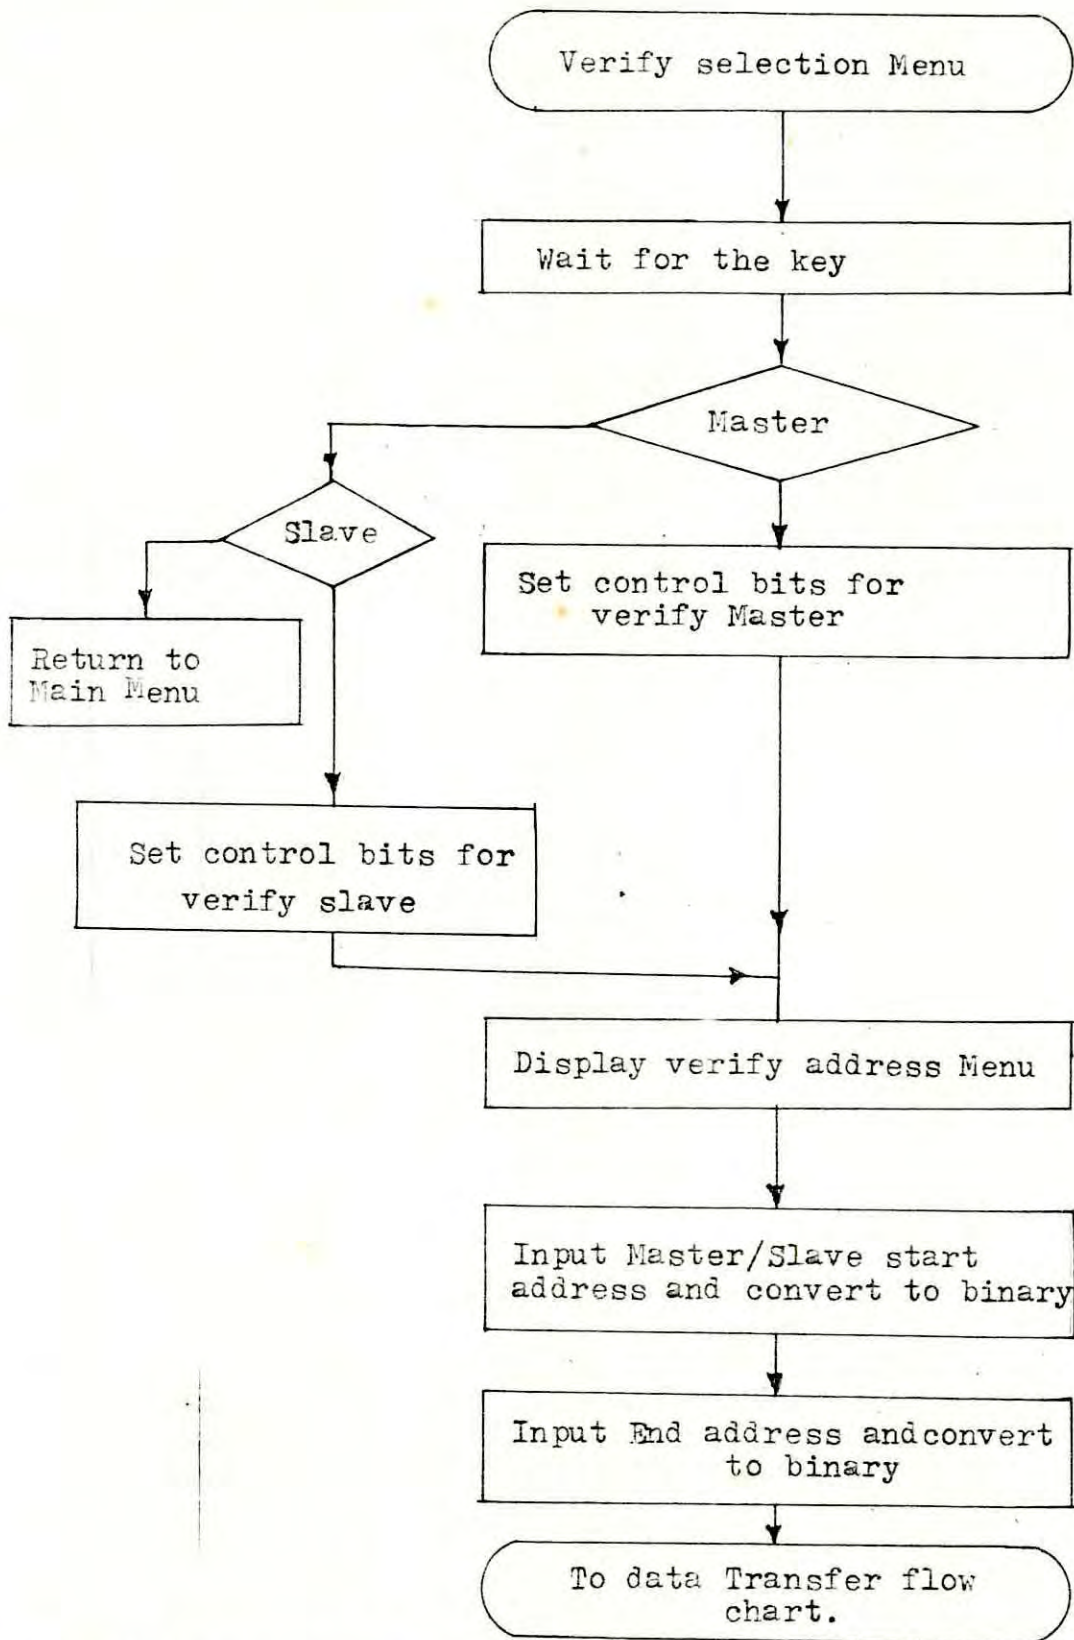 Verify selection Menu
Wait for the key
Master
Slave
Set control bits for
verify Master
Return to
Main Menu
Set control bits for
verify slave
Display verify address Menu
Input Master/Slave start
address and convert to binary
Input End address andconvert
to binary
To data Transfer flow
chart.